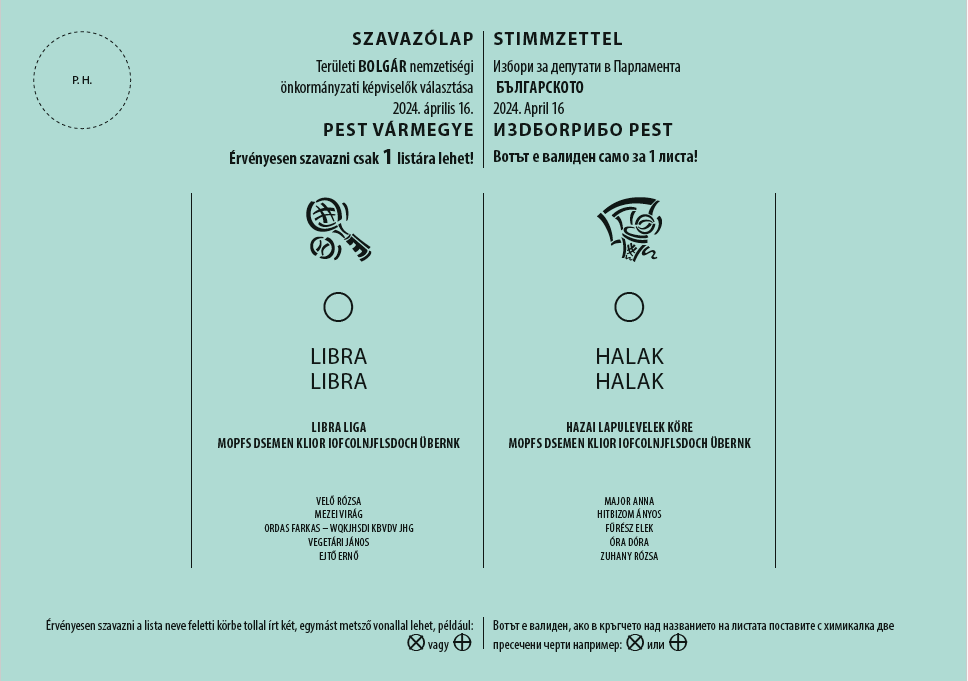 P. H.
SZAVAZÓLAP
Területi BOLGÁR nemzetiségi
önkormányzati képviselők választása
2024. április 16.
PEST VÁRMEGYE
Érvényesen szavazni csak 1 listára lehet!
STIMMZETTEL
Избори за депутати в Парламента
БЪЛГАРСКОТО
2024. April 16
ИЗDБОГРИБО PEST
Вотът е валиден само за 1 листа!
LIBRA
LIBRA
LIBRA LIGA
MOPFS DSEMEN KLIOR IOFCOLNJFLSDOCH ÜBERNK
VELŐ RÓZSA
MEZEI VIRÁG
ORDAS FARKAS – WQKJHSDI KBVDV JHG
VEGETÁRI JÁNOS
EJTŐ ERNŐ
HALAK
HALAK
HAZAI LAPULEVELEK KÖRE
MOPFS DSEMEN KLIOR IOFCOLNJFLSDOCH ÜBERNK
MAJOR ANNA
HITBIZOM ÁNYOS
FŰRÉSZ ELEK
ÓRA DÓRA
ZUHANY RÓZSA
Érvényesen szavazni a lista neve feletti körbe tollal írt két, egymást metsző vonallal lehet, például:
vagy
Вотът е валиден, ако в кръгчето над названието на листата поставите с химикалка две
пресечени черти например: или